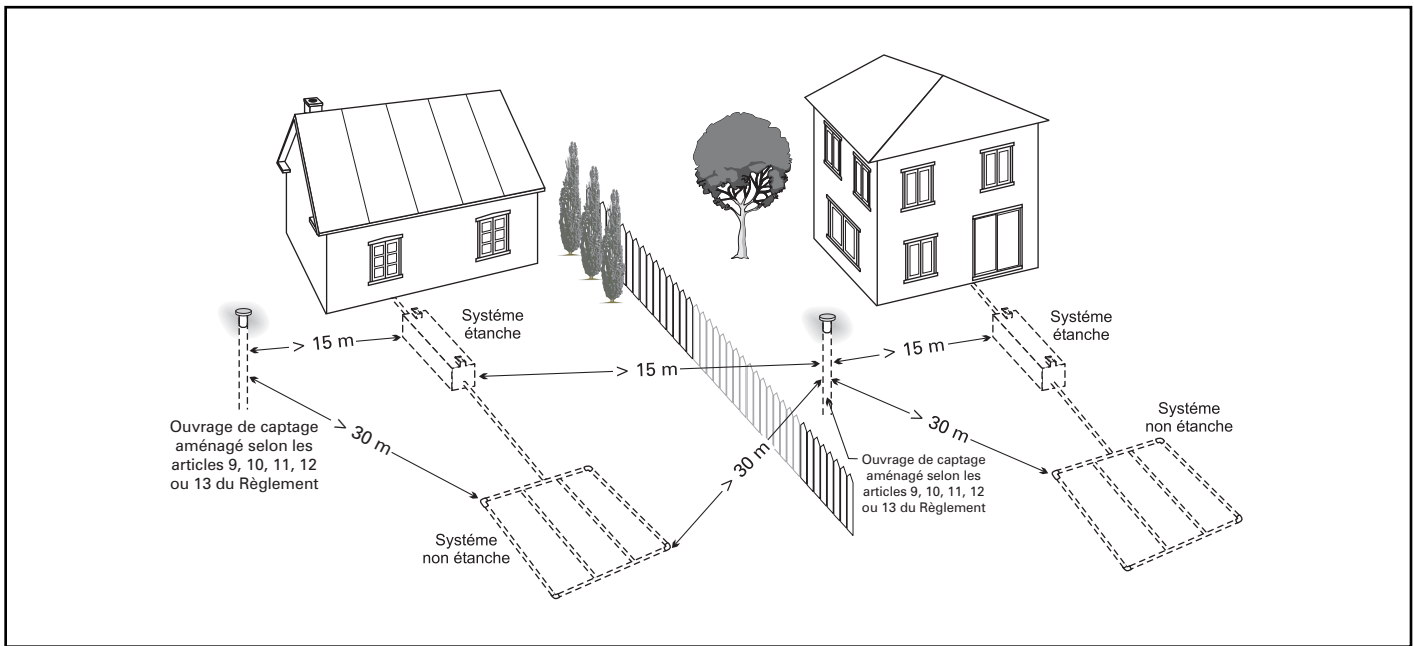 Systéme
étanche
> 15 m
Ouvrage de captage
aménagé selon les
articles 9, 10, 11, 12
ou 13 du Règlement
> 30 m
Systéme
non étanche
> 15 m
> 30 m
> 15 m
Systéme
étanche
> 30 m
Ouvrage de captage
aménagé selon les
articles 9, 10, 11, 12
ou 13 du Règlement
Systéme
non étanche